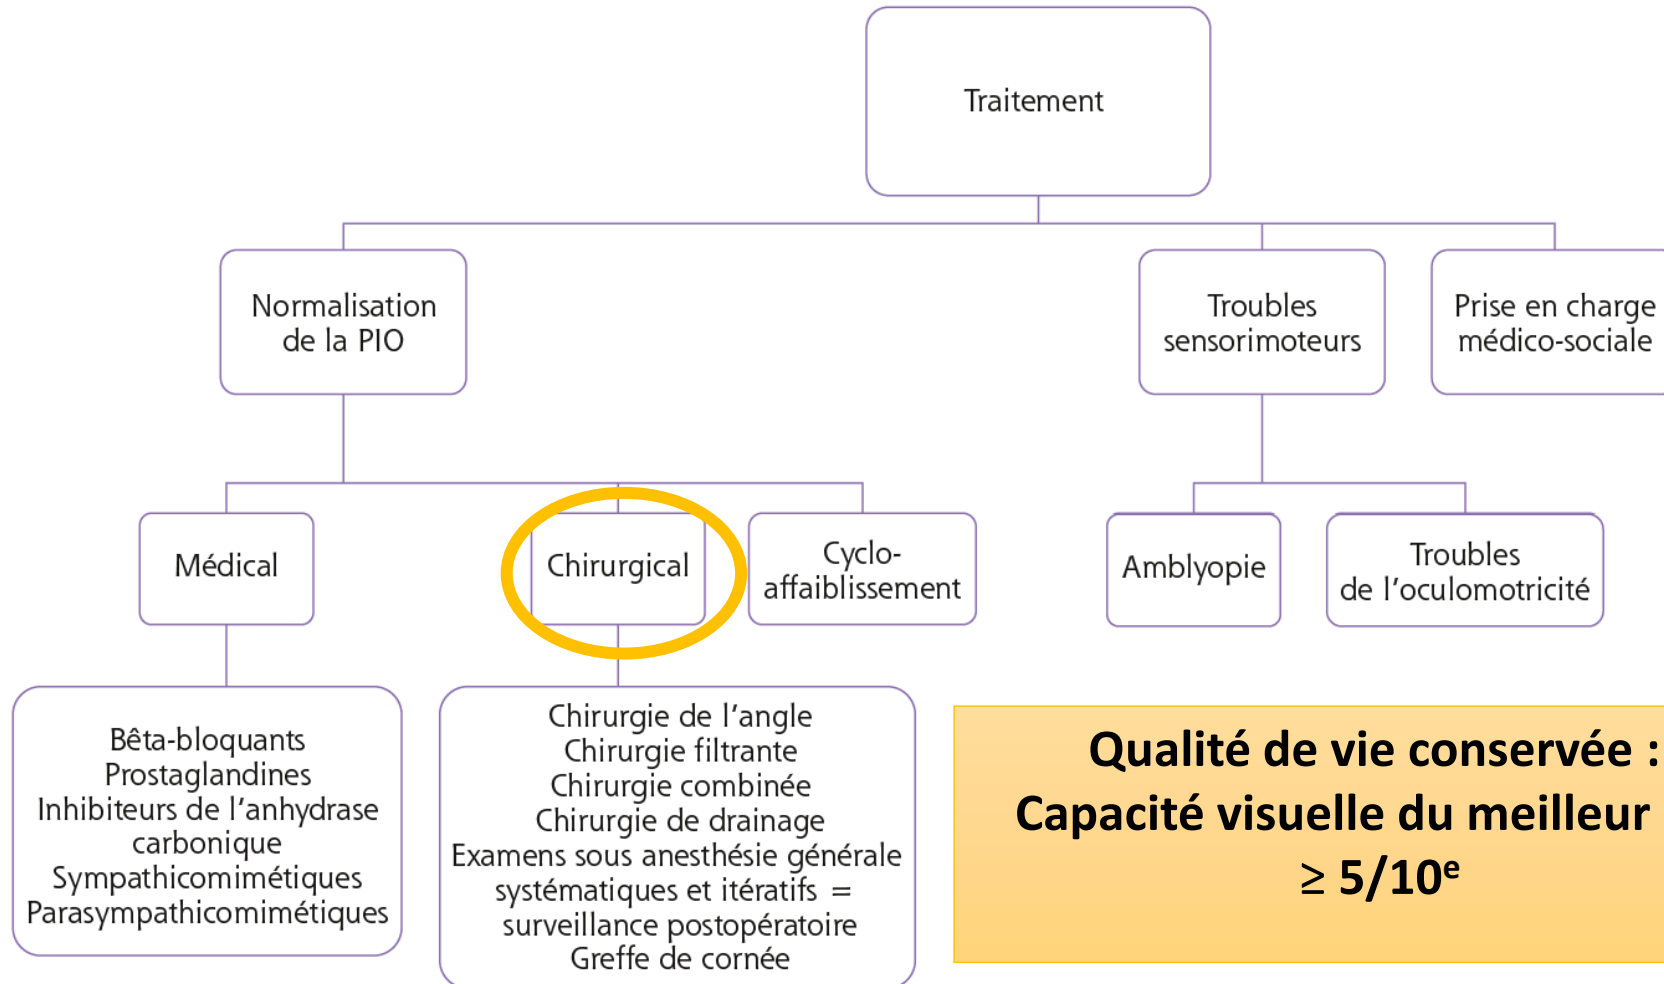 Traitement
Normalisation
de la PIO
Troubles
sensorimoteurs
Prise en charge
médico-sociale
Médical
Chirurgical
Cyclo-
affaiblissement
Amblyopie
Troubles
de l'oculomotricité
Bêta-bloquants
Prostaglandines
Inhibiteurs de l'anhydrase
carbonique
Sympathicomimétiques
Parasympathicomimétiques
Chirurgie de l'angle
Chirurgie filtrante
Chirurgie combinée
Chirurgie de drainage
Examens sous anesthésie générale
systématiques et itératifs =
surveillance postopératoire
Greffe de cornée
Qualité de vie conservée :
Capacité visuelle du meilleur
≥ 5/10ᵉ